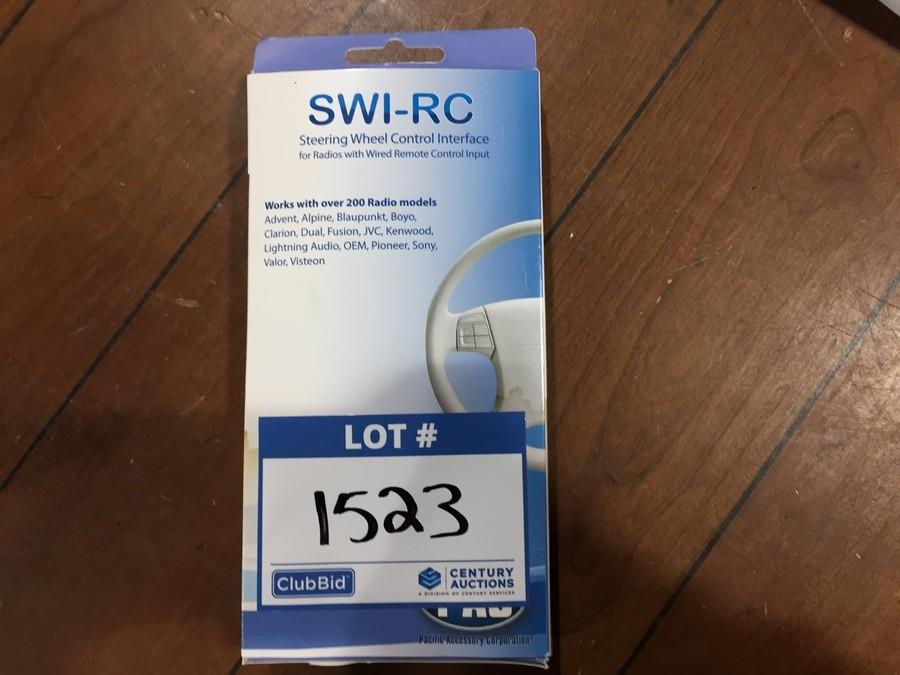 SWI-RC
Steering Wheel Control Interface
for Radios with Wired Remote Control Input
Works with over 200 Radio models
Advent, Alpine, Blaupunkt, Boyo,
Clarion, Dual, Fusion, JVC, Kenwood,
Lightning Audio, OEM, Pioneer, Sony,
Valor, Visteon
LOT #
1523
ClubBid
CENTURY
AUCTIONS
A DIVISION OF CENTURY SERVICES
Pacific Accessory Corporation